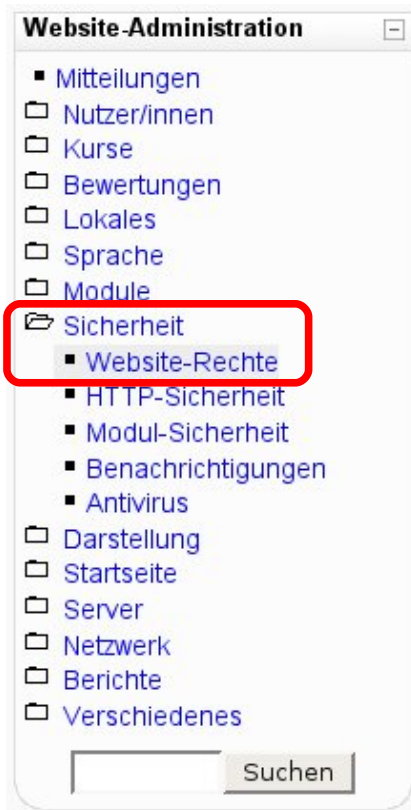 Website-Administration
Mitteilungen
Nutzer/innen
Kurse
Bewertungen
Lokales
Sprache
Module
Sicherheit
Website-Rechte
HTTP-Sicherheit
Modul-Sicherheit
Benachrichtigungen
Antivirus
Darstellung
Startseite
Server
Netzwerk
Berichte
Verschiedenes
Suchen